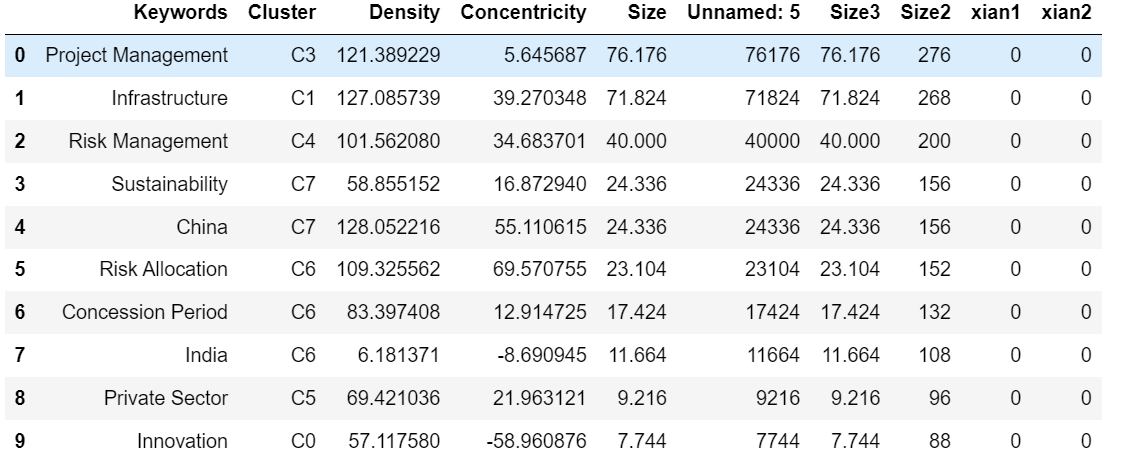 Keywords Cluster Density Concentricity Size Unnamed: 5 Size3 Size2 xian1 xian2
0 Project Management C3 121.389229 5.645687 76.176 76176 76.176 276 0 0
1 Infrastructure C1 127.085739 39.270348 71.824 71824 71.824 268 0 0
2 Risk Management C4 101.562080 34.683701 40.000 40000 40.000 200 0 0
3 Sustainability C7 58.855152 16.872940 24.336 24336 24.336 156 0 0
4 China C7 128.052216 55.110615 24.336 24336 24.336 156 0 0
5 Risk Allocation C6 109.325562 69.570755 23.104 23104 23.104 152 0 0
6 Concession Period C6 83.397408 12.914725 17.424 17424 17.424 132 0 0
7 India C6 6.181371 -8.690945 11.664 11664 11.664 108 0 0
8 Private Sector C5 69.421036 21.963121 9.216 9216 9.216 96 0 0
9 Innovation C0 57.117580 -58.960876 7.744 7744 7.744 88 0 0